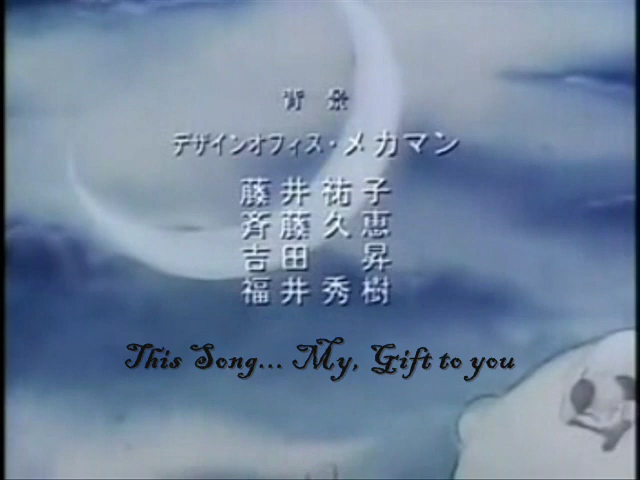 背景
デザインオフィス・メカマン
藤井祐子
斉藤久恵
吉田　昇
福井秀樹
This Song... My, Gift to you